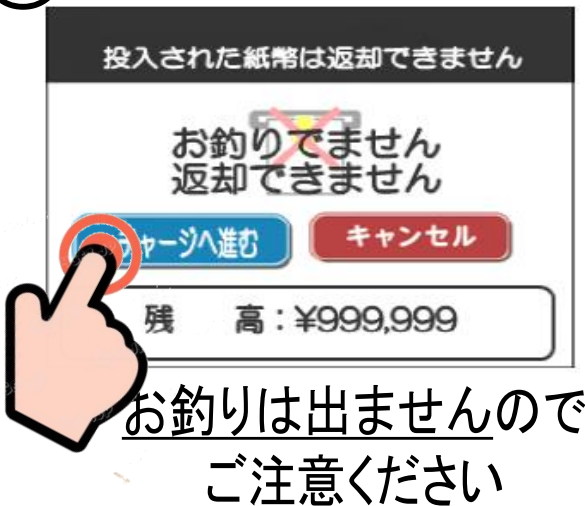 投入された紙幣は返却できません
お釣りでません
返却できません
チャージへ進む
キャンセル
残 高：¥999,999
お釣りは出ませんので
ご注意ください